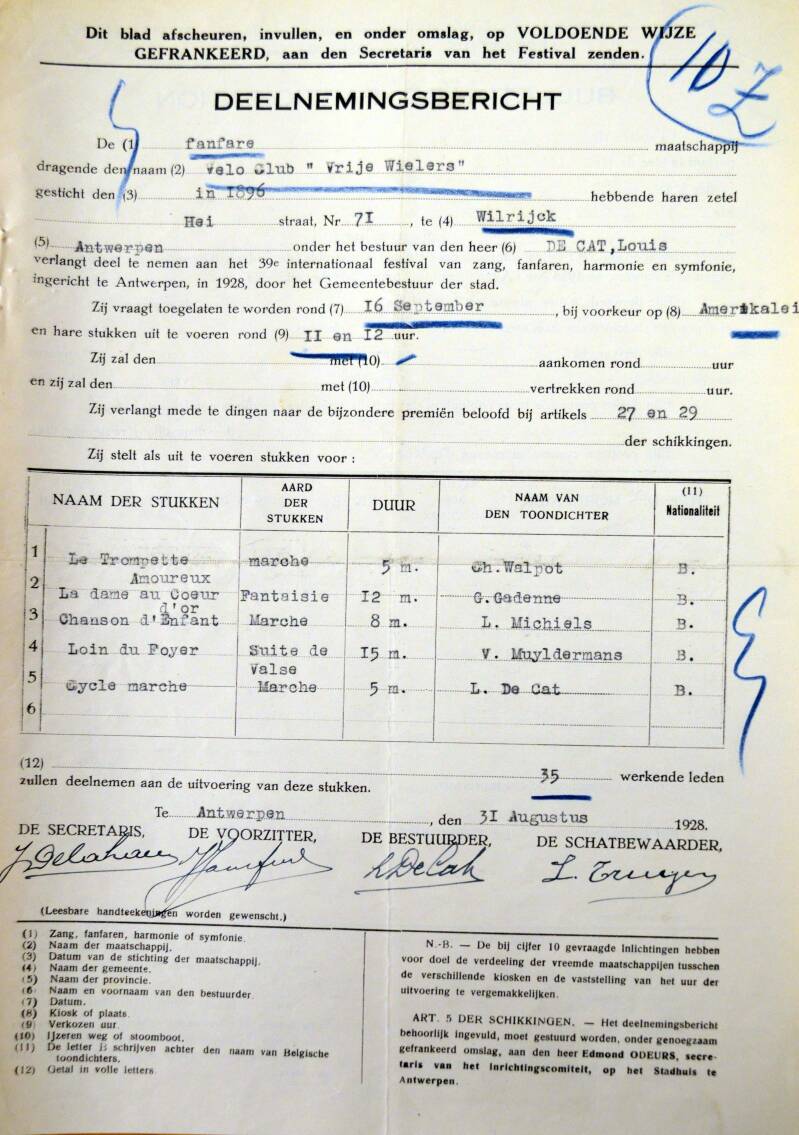 Dit blad afscheuren, invullen, en onder omslag, op VOLDOENDE WIJZE
GEFRANKEERD, aan den Secretaris van het Festival zenden.
10 Z
DEELNEMINGSBERICHT
De (1) fanfare maatschappij
dragende den naam (2) Velo Club " Vrije Wielers"
gesticht den (3) in 1896 hebbende haren zetel
Hei straat, Nr 71, te (4) Wilrijck
(5) Antwerpen onder het bestuur van den heer (6) DE CAT, Louis
verlangt deel te nemen aan het 39e internationaal festival van zang, fanfaren, harmonie en symfonie,
ingericht te Antwerpen, in 1928, door het Gemeentebestuur der stad.
Zij vraagt toegelaten te worden rond (7) 16 September, bij voorkeur op (8) Amerikalei
en hare stukken uit te voeren rond (9) 11 en 12 uur.
Zij zal den met (10) aankomen rond uur
en zij zal den met (10) vertrekken rond uur.
Zij verlangt mede te dingen naar de bijzondere premiën beloofd bij artikels 27 en 29
der schikkingen.
Zij stelt als uit te voeren stukken voor :
NAAM DER STUKKEN AARD DER STUKKEN DUUR NAAM VAN DEN TOONDICHTER (11) Nationaliteit
1 Le Trompette Amoureux marche 5 m. Ch. Walpot B.
2 La dame au Coeur d'or Fantaisie 12 m. G. Gadenne B.
3 Chanson d'Enfant Marche 8 m. L. Michiels B.
4 Loin du Foyer Suite de Valse 15 m. V. Muyldermans B.
5 Cycle marche Marche 5 m. L. De Cat B.
6
(12) 35 werkende leden
zullen deelnemen aan de uitvoering van deze stukken.
Te Antwerpen, den 31 Augustus 1928.
DE SECRETARIS, DE VOORZITTER, DE BESTUURDER, DE SCHATBEWAARDER,
L De Cat
(Leesbare handteekeningen worden gewenscht.)
(1) Zang, fanfaren, harmonie of symfonie.
(2) Naam der maatschappij.
(3) Datum van de stichting der maatschappij.
(4) Naam der gemeente.
(5) Naam der provincie.
(6) Naam en voornaam van den bestuurder.
(7) Datum.
(8) Kiosk of plaats.
(9) Verkozen uur.
(10) IJzeren weg of stoomboot.
(11) De letter B schrijven achter den naam van Belgische
toondichters.
(12) Getal in volle letters.
N.-B. — De bij cijfer 10 gevraagde inlichtingen hebben
voor doel de verdeeling der vreemde maatschappijen tusschen
de verschillende kiosken en de vaststelling van het uur der
uitvoering te vergemakkelijken.
ART. 5 DER SCHIKKINGEN. — Het deelnemingsbericht
behoorlijk ingevuld, moet gestuurd worden, onder genoegzaam
gefrankeerd omslag, aan den heer Edmond ODEURS, secre-
taris van het Inrichtingscomiteit, op het Stadhuis te
Antwerpen.